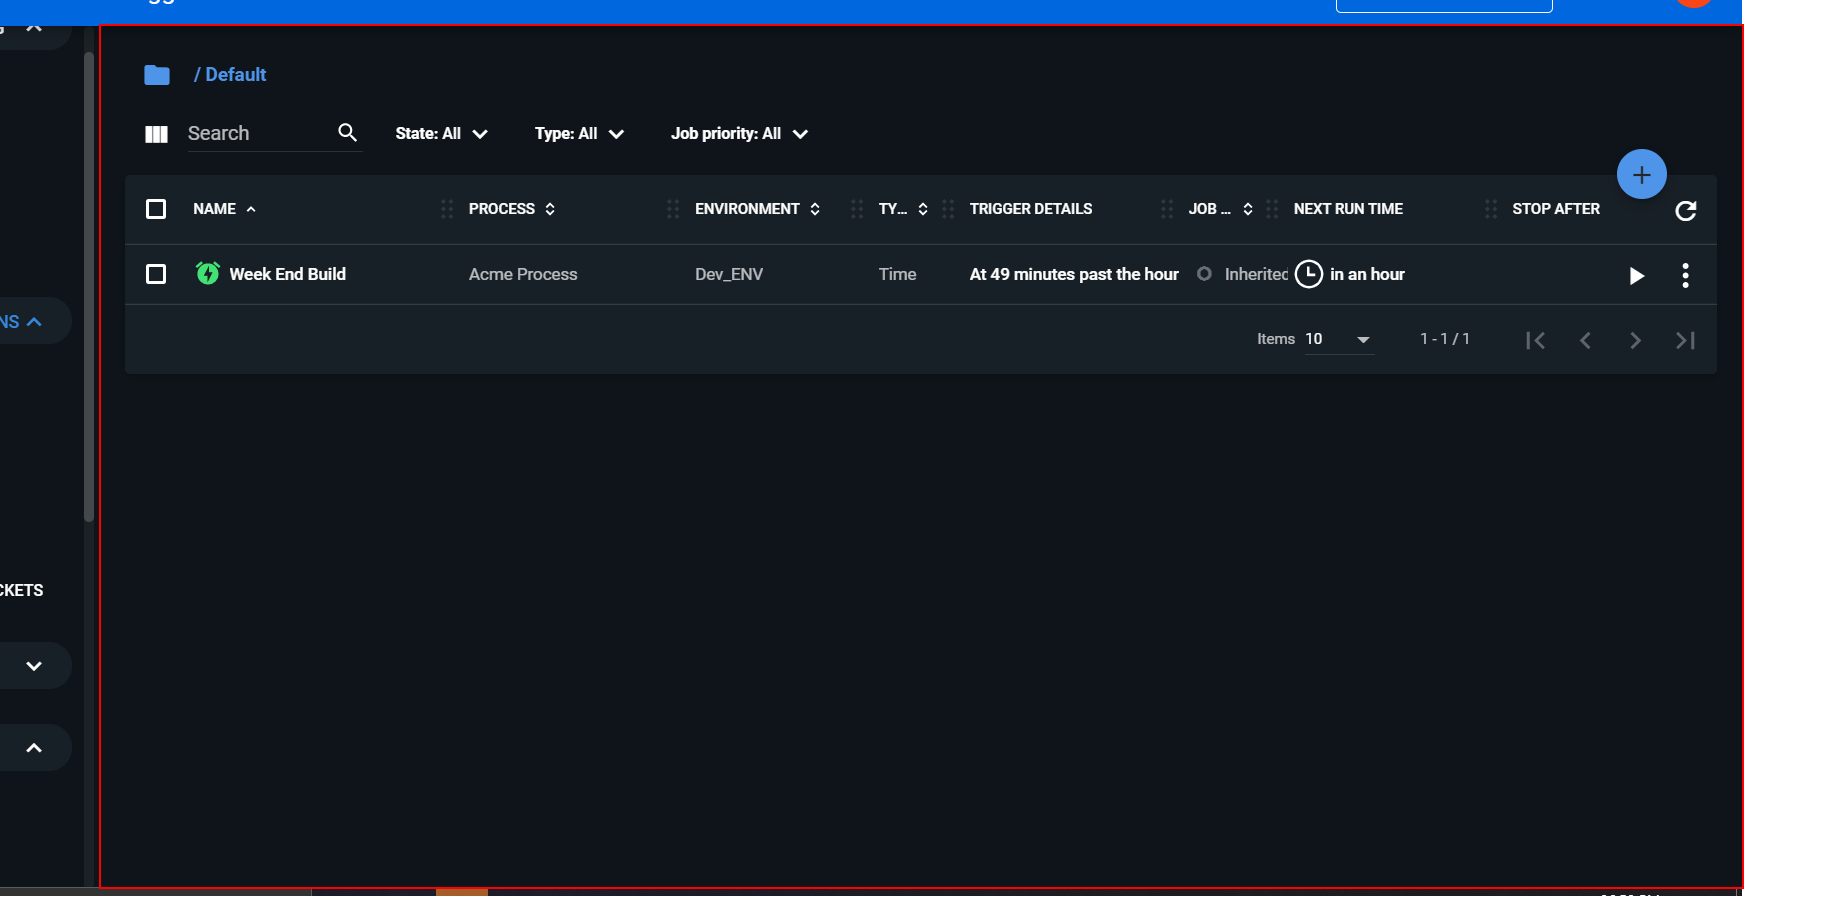 / Default
Search State: All Type: All Job priority: All
NAME PROCESS ENVIRONMENT TY... TRIGGER DETAILS JOB ... NEXT RUN TIME STOP AFTER
Week End Build Acme Process Dev_ENV Time At 49 minutes past the hour Inherited in an hour
Items 10 1 - 1 / 1
NS
CKETS